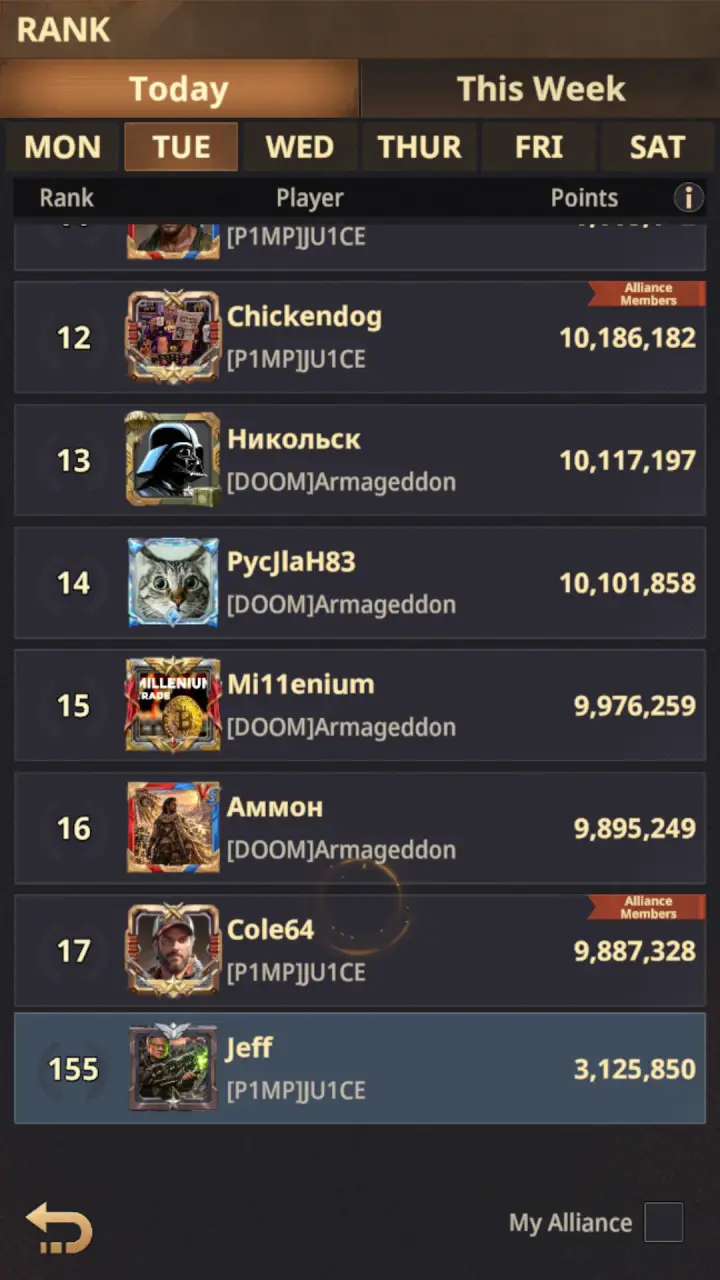 RANK
Today
This Week
MON
TUE
WED
THUR
FRI
SAT
Rank
Player
Points
[P1MP]JU1CE
Alliance
Members
12
Chickendog
10,186,182
[P1MP]JU1CE
13
Никольск
10,117,197
[DOOM]Armageddon
14
PycJlaH83
10,101,858
[DOOM]Armageddon
15
MILLENIUM
TRADE
Mi11enium
9,976,259
[DOOM]Armageddon
16
VS
Аммон
9,895,249
[DOOM]Armageddon
Alliance
Members
17
Cole64
9,887,328
[P1MP]JU1CE
155
Jeff
3,125,850
[P1MP]JU1CE
My Alliance